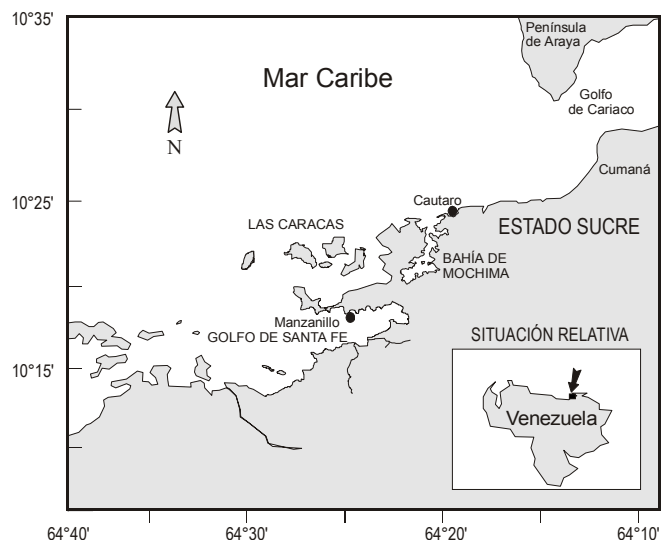 10°35'
Península
de Araya
Mar Caribe
Golfo
de Cariaco
N
Cumaná
10°25'
Cautaro
LAS CARACAS
ESTADO SUCRE
BAHÍA DE
MOCHIMA
Manzanillo
GOLFO DE SANTA FE
SITUACIÓN RELATIVA
10°15'
Venezuela
64°40'
64°30'
64°20'
64°10'